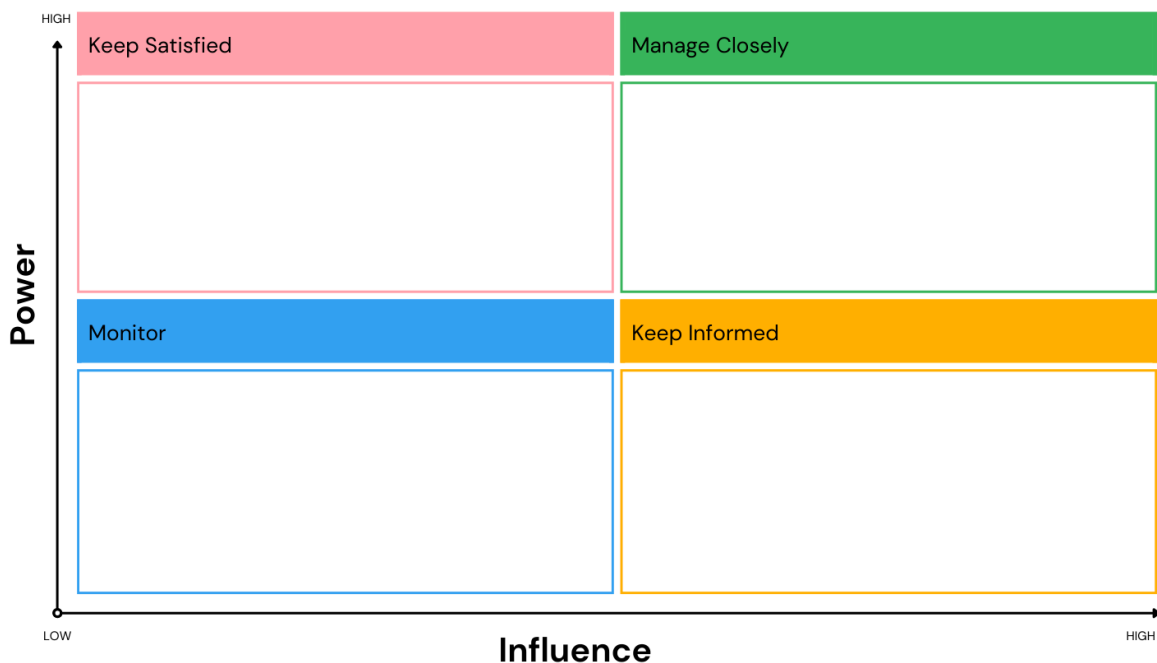 HIGH
Keep Satisfied
Manage Closely
Power
Monitor
Keep Informed
LOW
Influence
HIGH